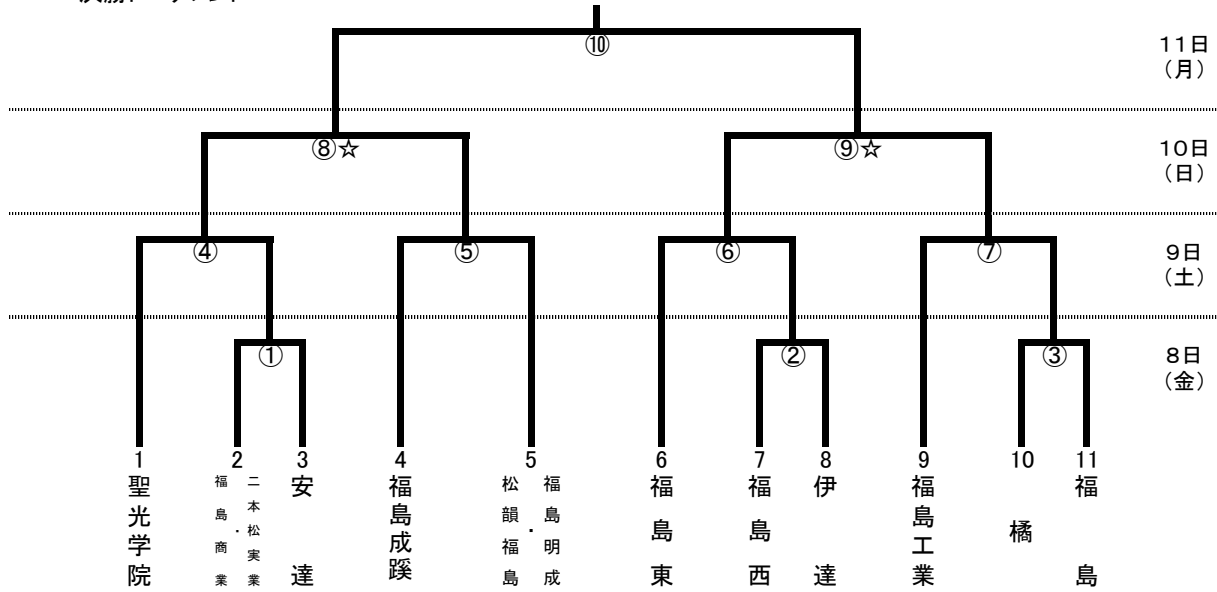 ⑩
11日
（月）
⑧☆
⑨☆
10日
（日）
④
⑤
⑥
⑦
9日
（土）
①
②
③
8日
（金）
1
2
3
4
5
6
7
8
9
10
11
聖光学院
二本松実業・
福島商業
安達
福島成蹊
福島明成・
松韻福島
福島東
福島西
伊達
福島工業
橘
福島